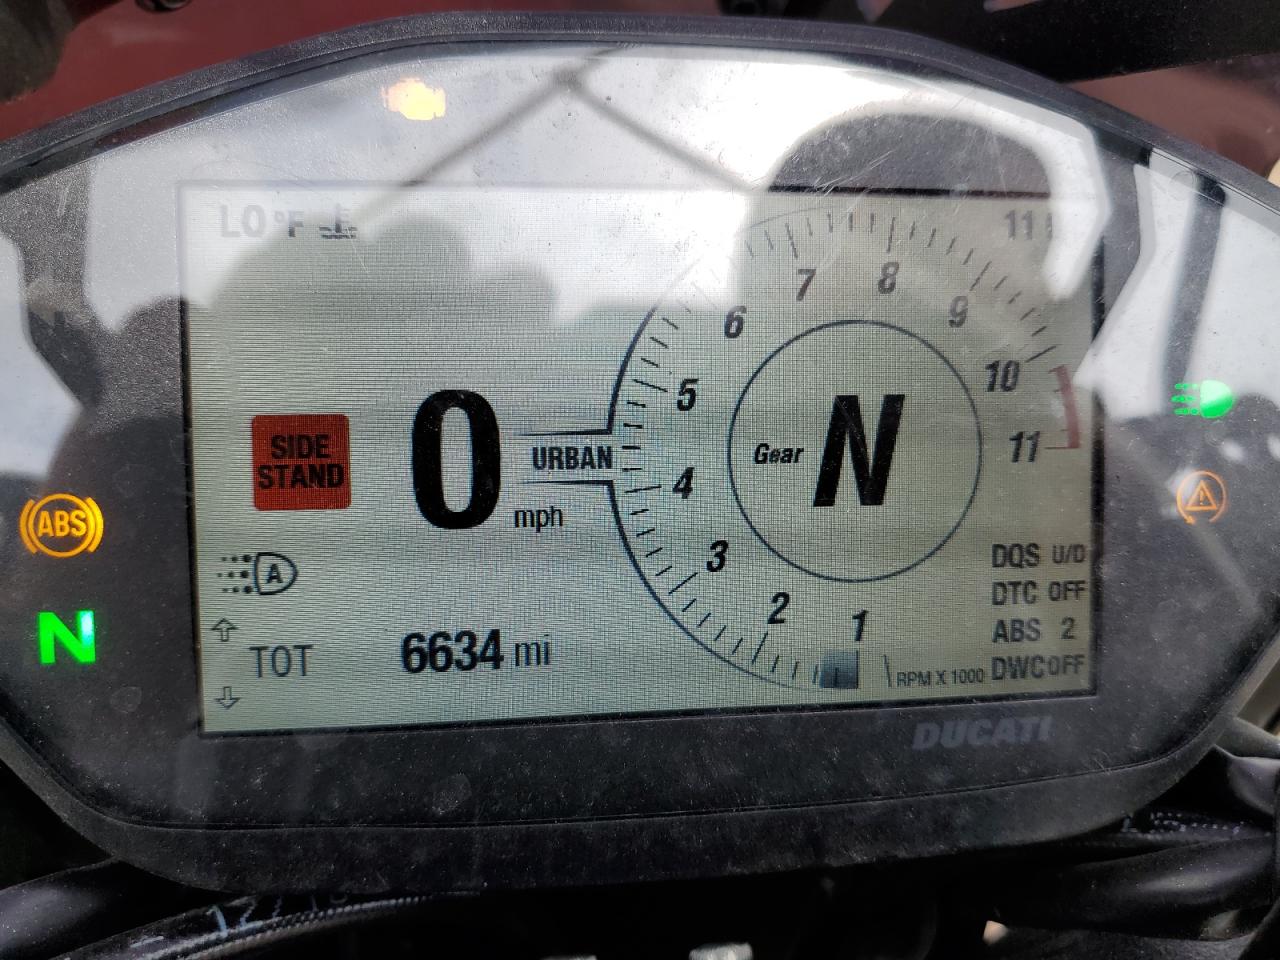 LO °F
11
7
8
6
9
5
10
SIDE
STAND
0
mph
URBAN
Gear
N
11
4
ABS
A
3
DQS U/D
DTC OFF
2
1
ABS 2
N
TOT 6634 mi
RPM X 1000
DWC OFF
DUCATI